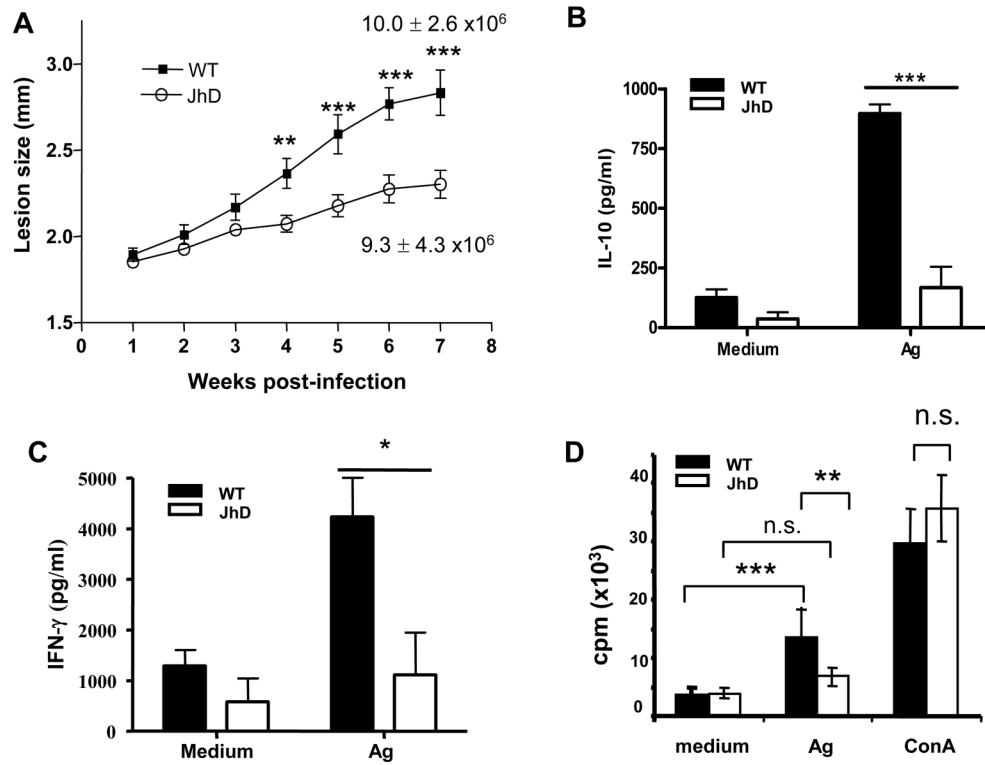 A
10.0 ± 2.6 x10⁶
3.0
2.5
2.0
1.5
Lesion size (mm)
WT
JhD
**
***
***
***
9.3 ± 4.3 x10⁶
0 1 2 3 4 5 6 7 8
Weeks post-infection
B
WT
JhD
***
1000
750
500
250
0
IL-10 (pg/ml)
Medium Ag
C
WT
JhD
*
5000
4000
3000
2000
1000
0
IFN-γ (pg/ml)
Medium Ag
D
WT
JhD
n.s.
**
n.s.
***
40
30
20
10
0
cpm (x10³)
medium Ag ConA